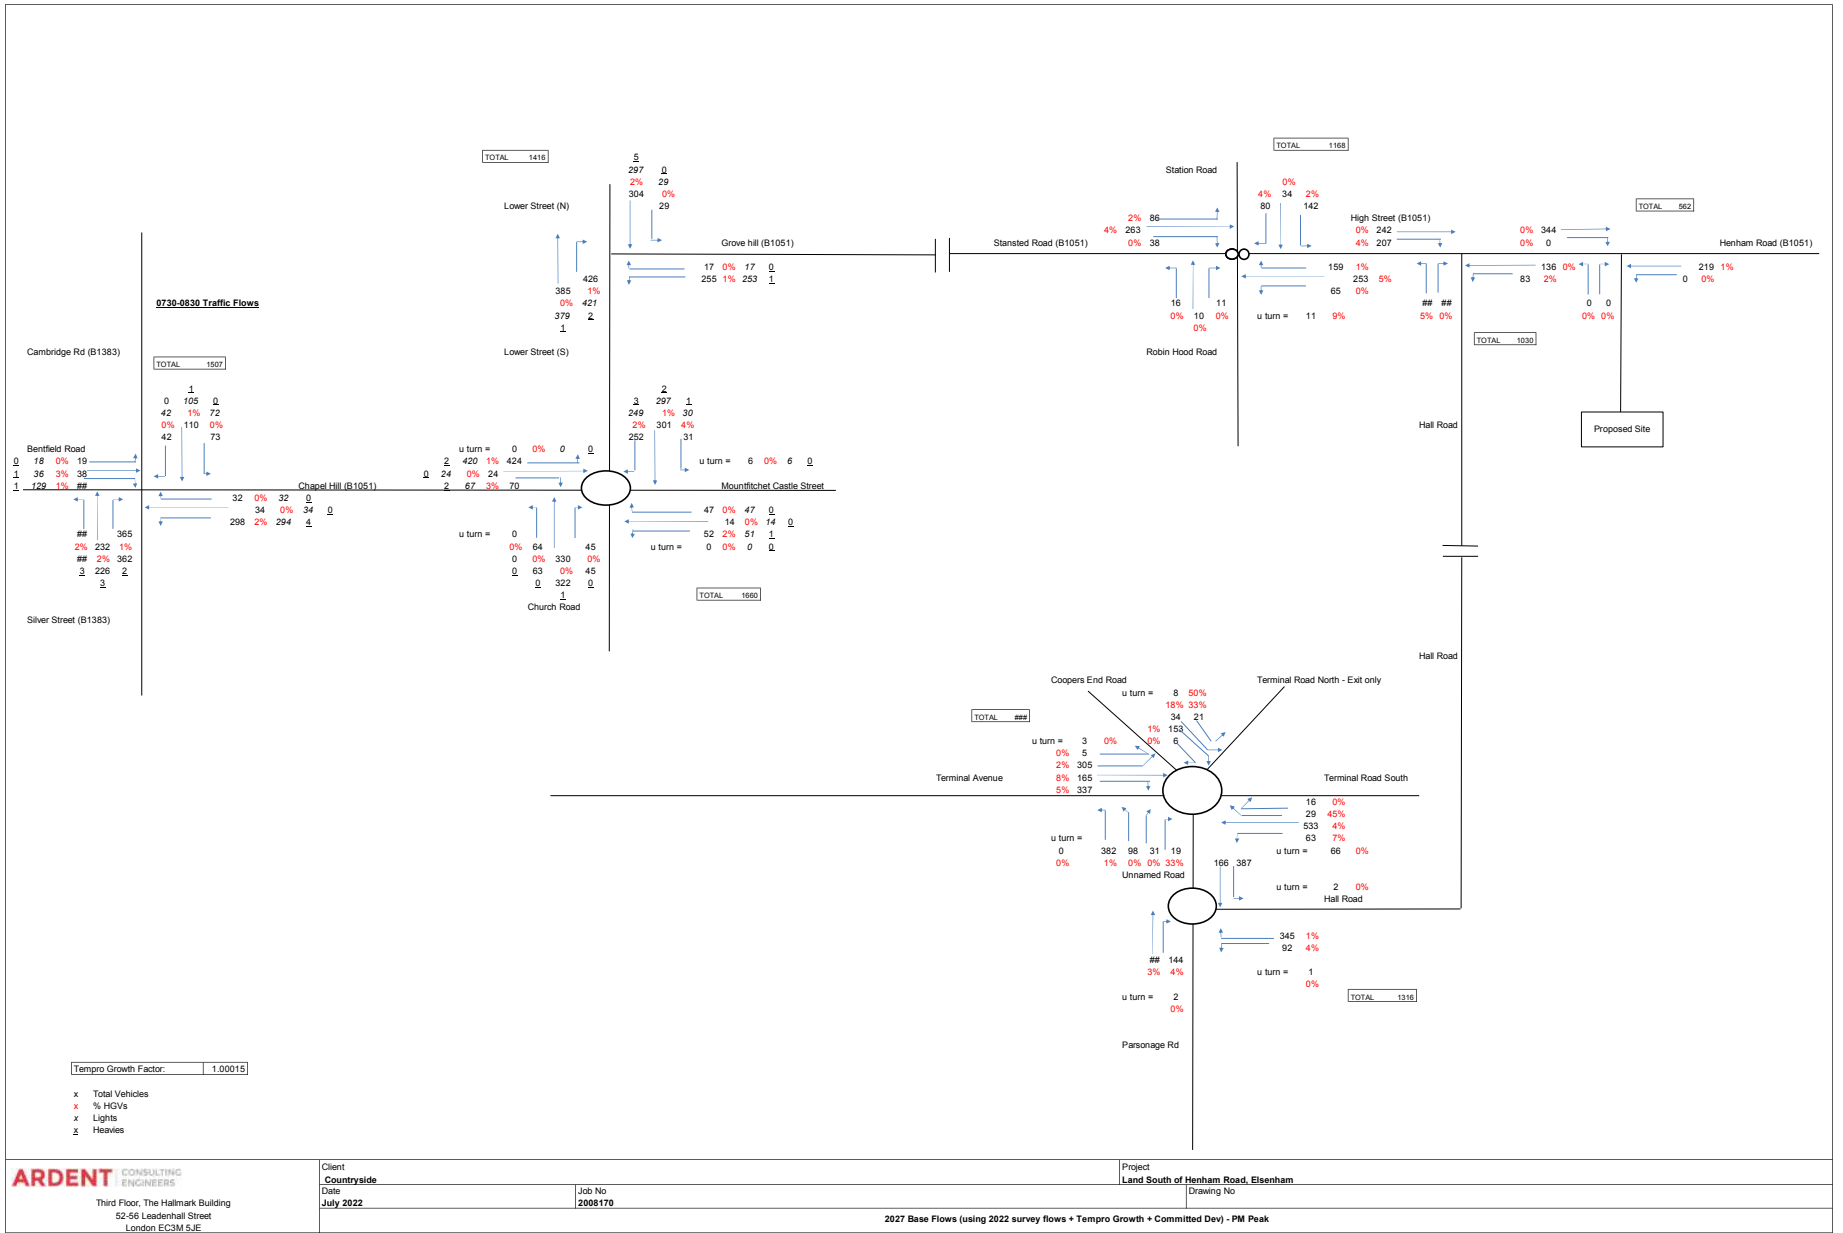 TOTAL 1416
5
297 0
2% 29
304 0%
29
Lower Street (N)
Grove hill (B1051)
426
385 1%
0% 421
379 2
1
17 0% 17 0
255 1% 253 1
Lower Street (S)
0730-0830 Traffic Flows
Cambridge Rd (B1383)
TOTAL 1507
1
0 105 0
42 1% 72
0% 110 0%
42 73
Bentfield Road
0 18 0% 19
1 36 3% 38
1 129 1% ##
Chapel Hill (B1051)
32 0% 32 0
34 0% 34 0
298 2% 294 4
## 365
2% 232 1%
## 2% 362
3 226 2
3
Silver Street (B1383)
2
3 297 1
249 1% 30
2% 301 4%
252 31
u turn = 0 0% 0 0
2 420 1% 424
0 24 0% 24
2 67 3% 70
u turn = 6 0% 6 0
Mountfitchet Castle Street
47 0% 47 0
14 0% 14 0
52 2% 51 1
u turn = 0 0% 0 0
u turn = 0
0% 64 45
0 0% 330 0%
0 63 0% 45
0 322 0
1
Church Road
TOTAL 1660
TOTAL 1168
Station Road
0%
4% 34 2%
80 142
2% 86
4% 263
0% 38
Stansted Road (B1051)
High Street (B1051)
0% 242
4% 207
159 1%
253 5%
65 0%
u turn = 11 9%
16 11
0% 10 0%
0%
Robin Hood Road
## ##
5% 0%
TOTAL 562
0% 344
0% 0
Henham Road (B1051)
136 0%
83 2%
219 1%
0 0%
0 0
0% 0%
TOTAL 1030
Hall Road
Proposed Site
Hall Road
Coopers End Road
Terminal Road North - Exit only
u turn = 8 50%
18% 33%
34 21
1% 153
0% 6
TOTAL ###
u turn = 3 0%
0% 5
2% 305
8% 165
5% 337
Terminal Avenue
Terminal Road South
16 0%
29 45%
533 4%
63 7%
u turn = 66 0%
u turn =
0 382 98 31 19
0% 1% 0% 0% 33%
Unnamed Road
166 387
u turn = 2 0%
Hall Road
345 1%
92 4%
## 144
3% 4%
u turn = 1
0%
u turn = 2
0%
TOTAL 1316
Parsonage Rd
Tempro Growth Factor: 1.00015
x Total Vehicles
x % HGVs
x Lights
x Heavies
ARDENT CONSULTING ENGINEERS
Third Floor, The Hallmark Building
52-56 Leadenhall Street
London EC3M 5JE
Client
Countryside
Project
Land South of Henham Road, Elsenham
Date
July 2022
Job No
2008170
Drawing No
2027 Base Flows (using 2022 survey flows + Tempro Growth + Committed Dev) - PM Peak